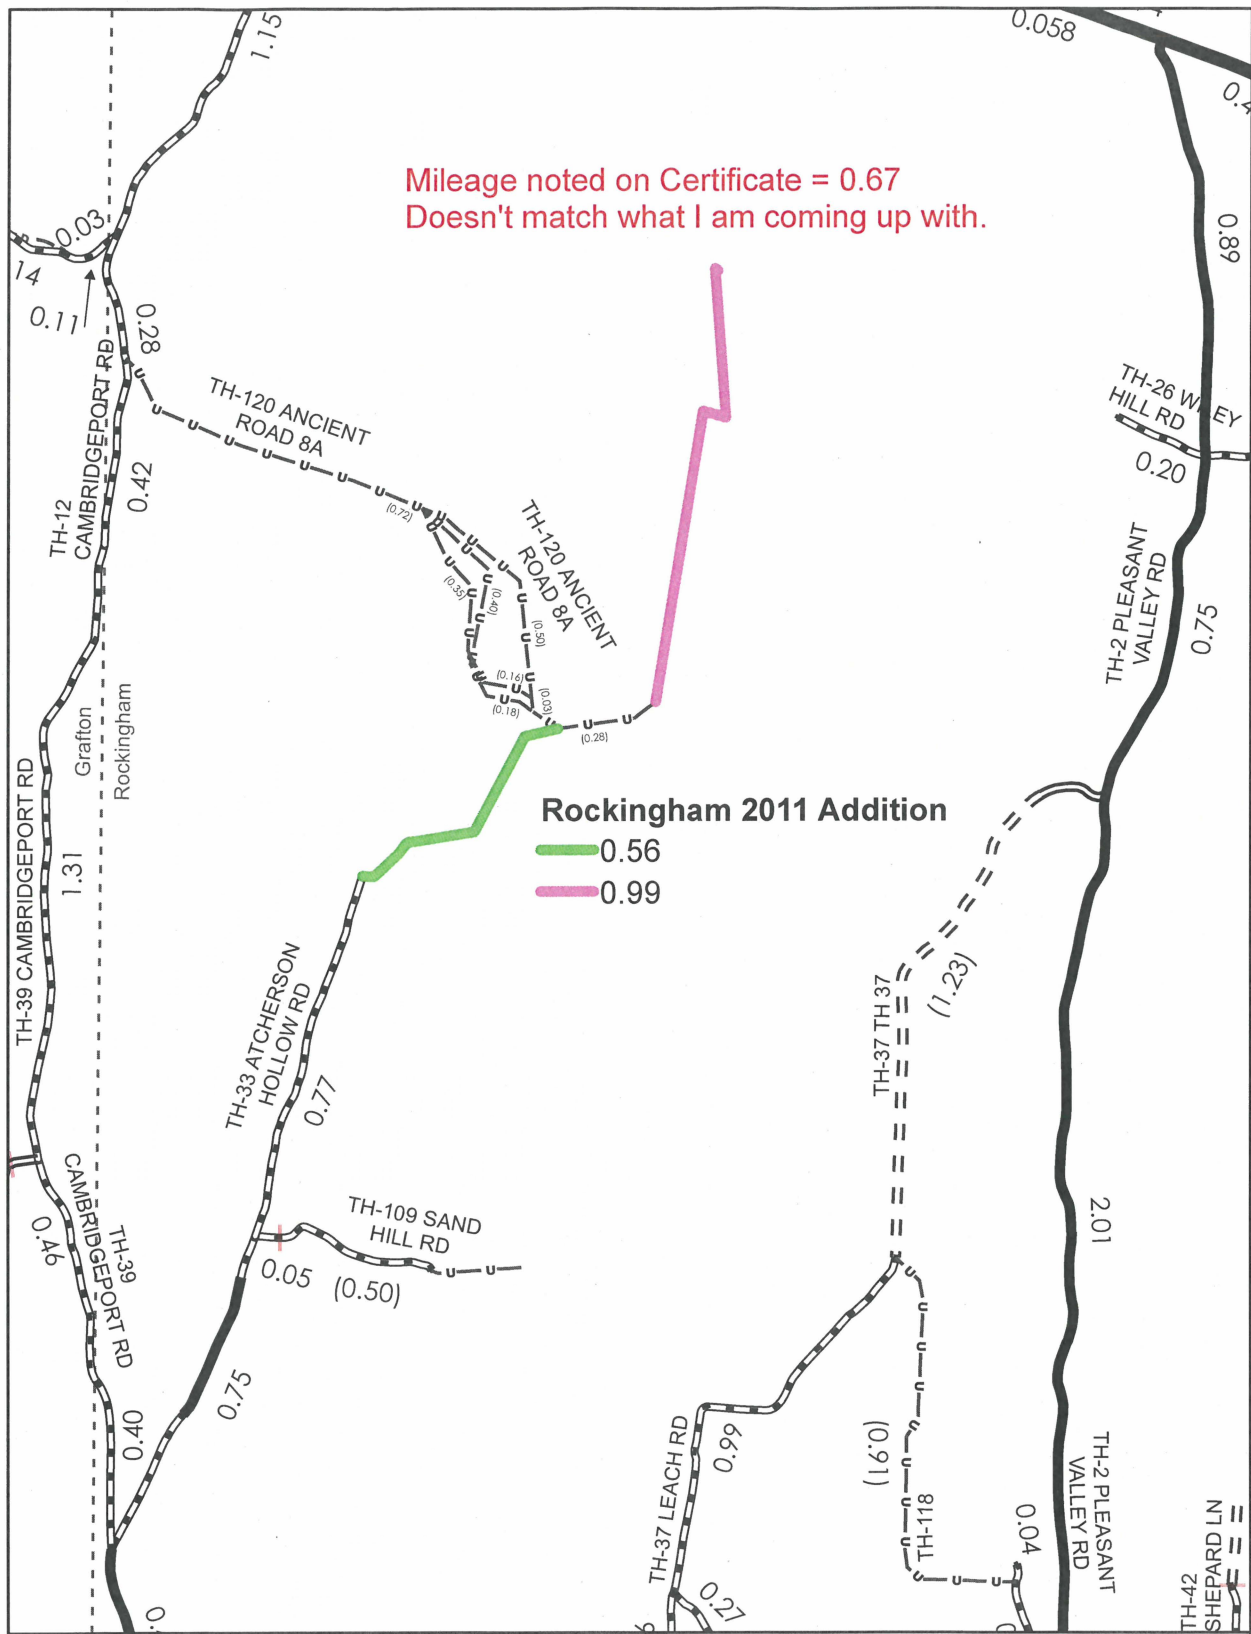 0.058
1.15
0.03
14
0.11
0.28
Mileage noted on Certificate = 0.67
Doesn't match what I am coming up with.
0.89
TH-26 W
EY
HILL RD
0.20
TH-120 ANCIENT
ROAD 8A
TH-12
CAMBRIDGEPORT RD
0.42
(0.72)
TH-120 ANCIENT
ROAD 8A
(0.35)
(0.40)
(0.50)
(0.16)
(0.18)
(0.03)
(0.28)
TH-2 PLEASANT
VALLEY RD
0.75
Grafton
Rockingham
TH-39 CAMBRIDGEPORT RD
1.31
Rockingham 2011 Addition
0.56
0.99
TH-33 ATCHERSON
HOLLOW RD
0.77
TH-37 TH 37
(1.23)
TH-39
CAMBRIDGEPORT RD
0.46
TH-109 SAND
HILL RD
0.05
(0.50)
2.01
0.75
0.40
TH-37 LEACH RD
0.99
(0.91)
TH-118
0.04
TH-2 PLEASANT
VALLEY RD
TH-42
SHEPARD LN
0.27